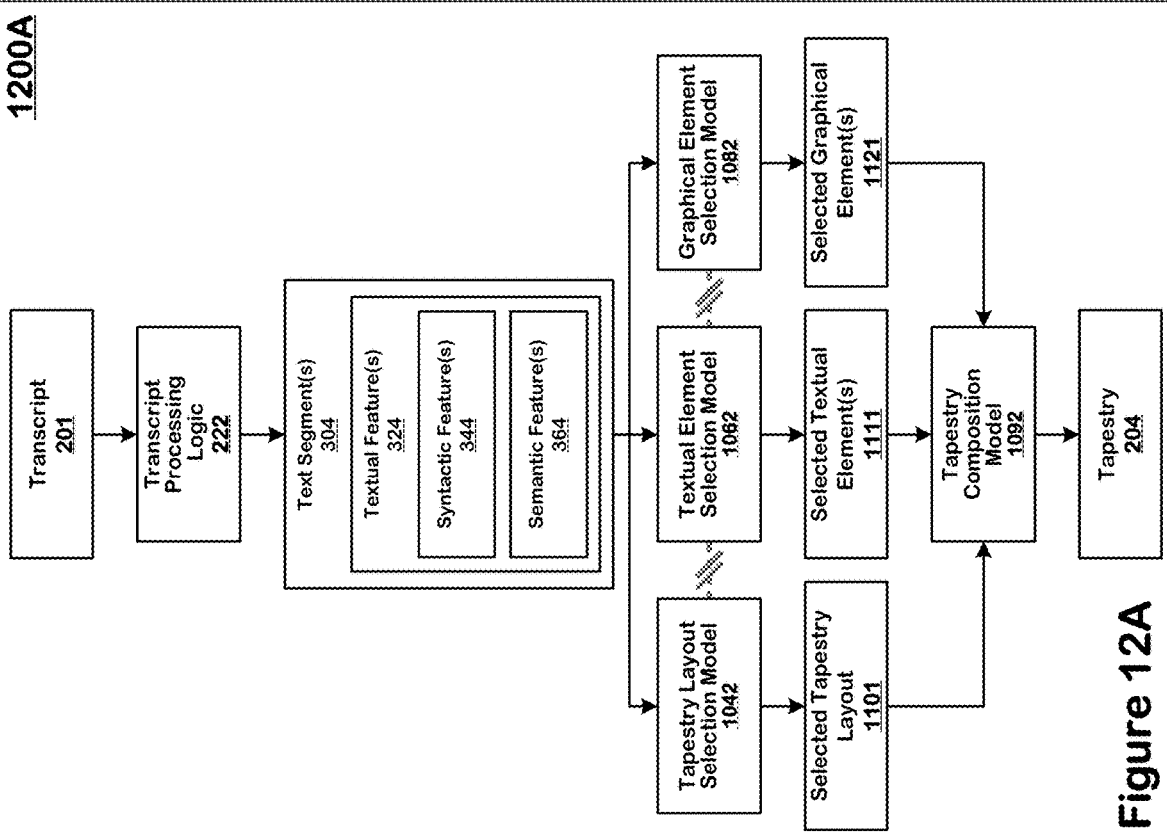 1200A
Transcript
201
Transcript
Processing
Logic
222
Text Segment(s)
304
Textual Feature(s)
324
Syntactic Feature(s)
344
Semantic Feature(s)
364
Tapestry Layout
Selection Model
1042
Textual Element
Selection Model
1062
Graphical Element
Selection Model
1082
Selected Tapestry
Layout
1101
Selected Textual
Element(s)
1111
Selected Graphical
Element(s)
1121
Tapestry
Composition
Model
1092
Tapestry
204
Figure 12A